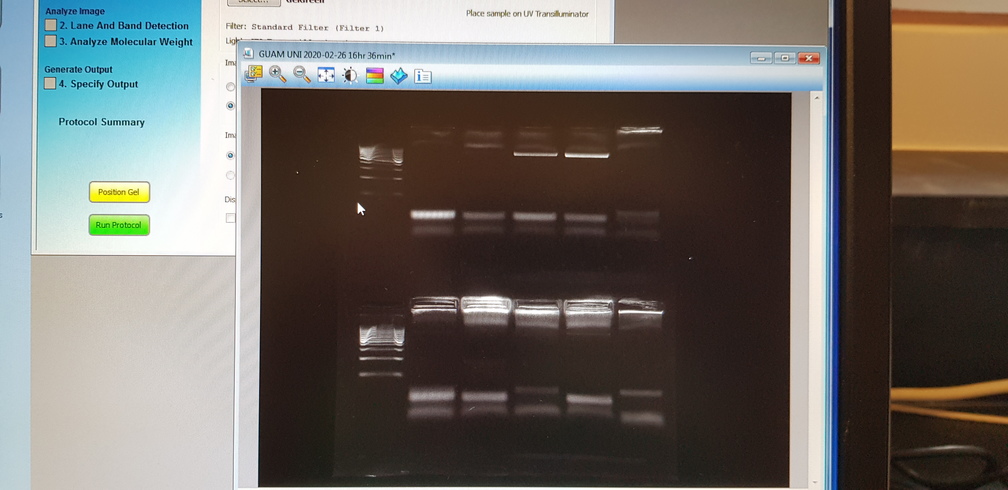 Analyze Image
2. Lane And Band Detection
3. Analyze Molecular Weight
Generate Output
4. Specify Output
Protocol Summary
Position Gel
Run Protocol
Select...
Place sample on UV Transilluminator
Filter: Standard Filter (Filter 1)
GUAM UNI 2020-02-26 16hr 36min*